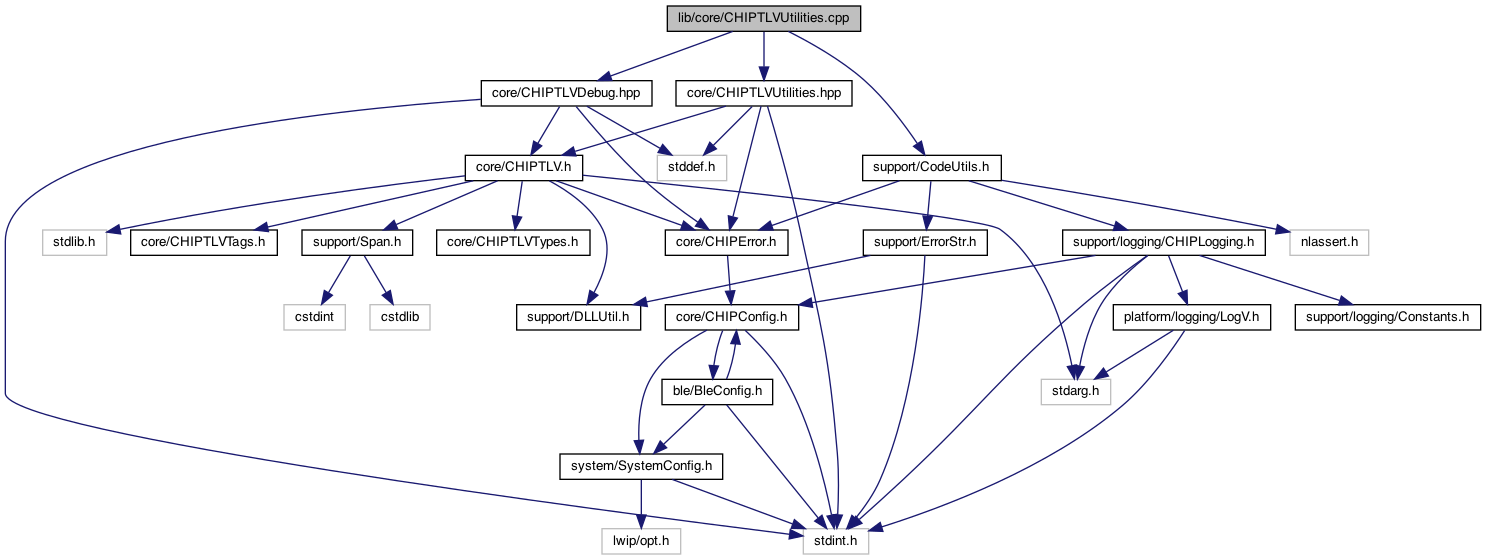 lib/core/CHIPTLVUtilities.cpp
core/CHIPTLVDebug.hpp
core/CHIPTLVUtilities.hpp
core/CHIPTLV.h
stddef.h
support/CodeUtils.h
stdlib.h
core/CHIPTLVTags.h
support/Span.h
core/CHIPTLVTypes.h
core/CHIPError.h
support/ErrorStr.h
support/logging/CHIPLogging.h
nlassert.h
cstdint
cstdlib
support/DLLUtil.h
core/CHIPConfig.h
platform/logging/LogV.h
support/logging/Constants.h
ble/BleConfig.h
stdarg.h
system/SystemConfig.h
lwip/opt.h
stdint.h